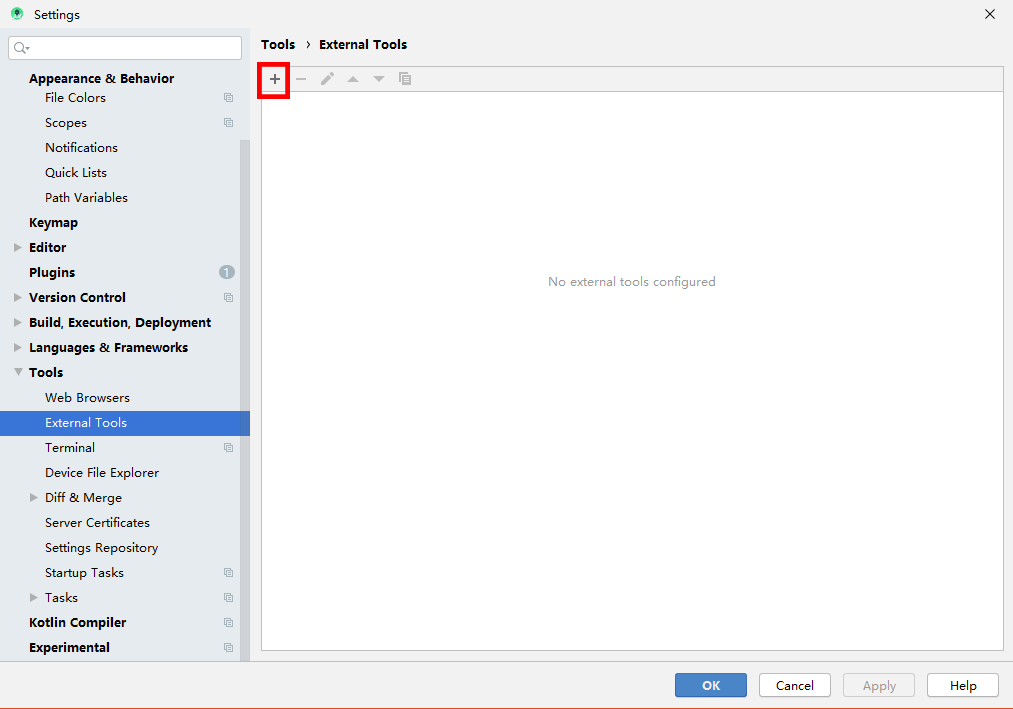 Settings
Tools › External Tools
Appearance & Behavior
File Colors
Scopes
Notifications
Quick Lists
Path Variables
Keymap
Editor
Plugins 1
Version Control
Build, Execution, Deployment
Languages & Frameworks
Tools
Web Browsers
External Tools
Terminal
Device File Explorer
Diff & Merge
Server Certificates
Settings Repository
Startup Tasks
Tasks
Kotlin Compiler
Experimental
No external tools configured
OK Cancel Apply Help